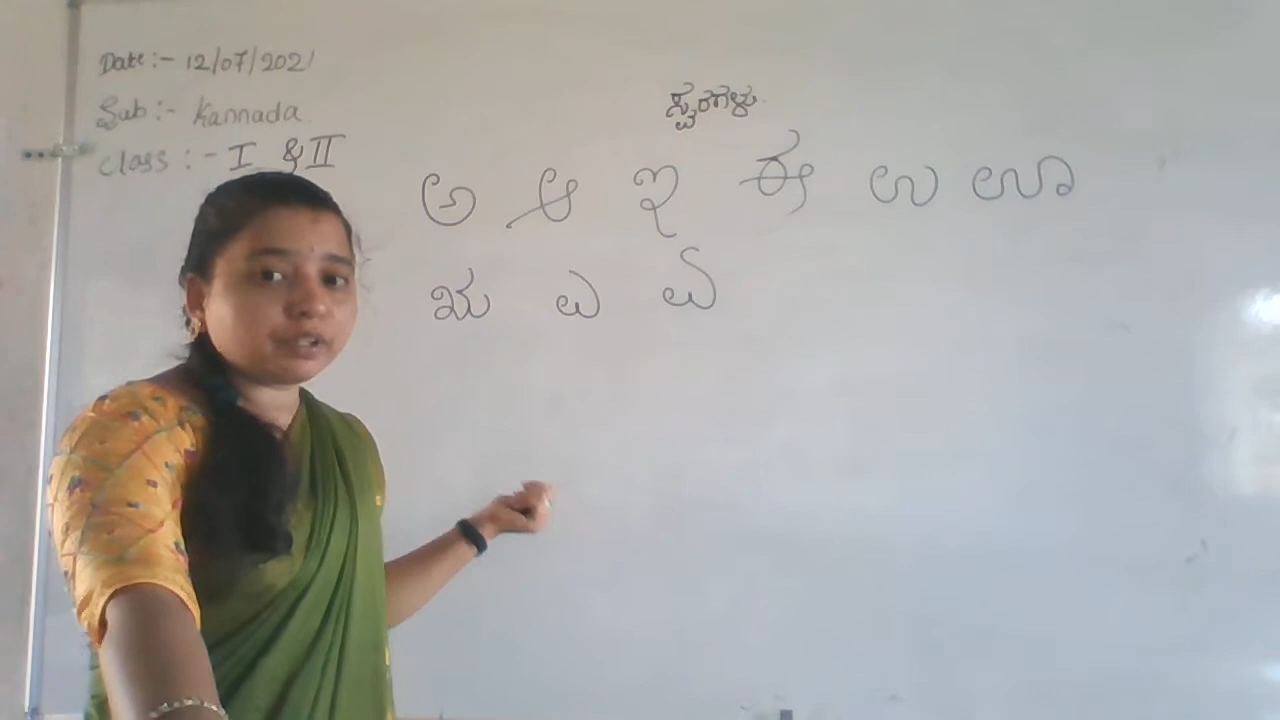 Date :- 12/07/2021
Sub :- Kannada
class :- I & II
ಸ್ವರಗಳು
ಅ ಆ ಇ ಈ ಉ ಊ
ಋ ಎ ಏ